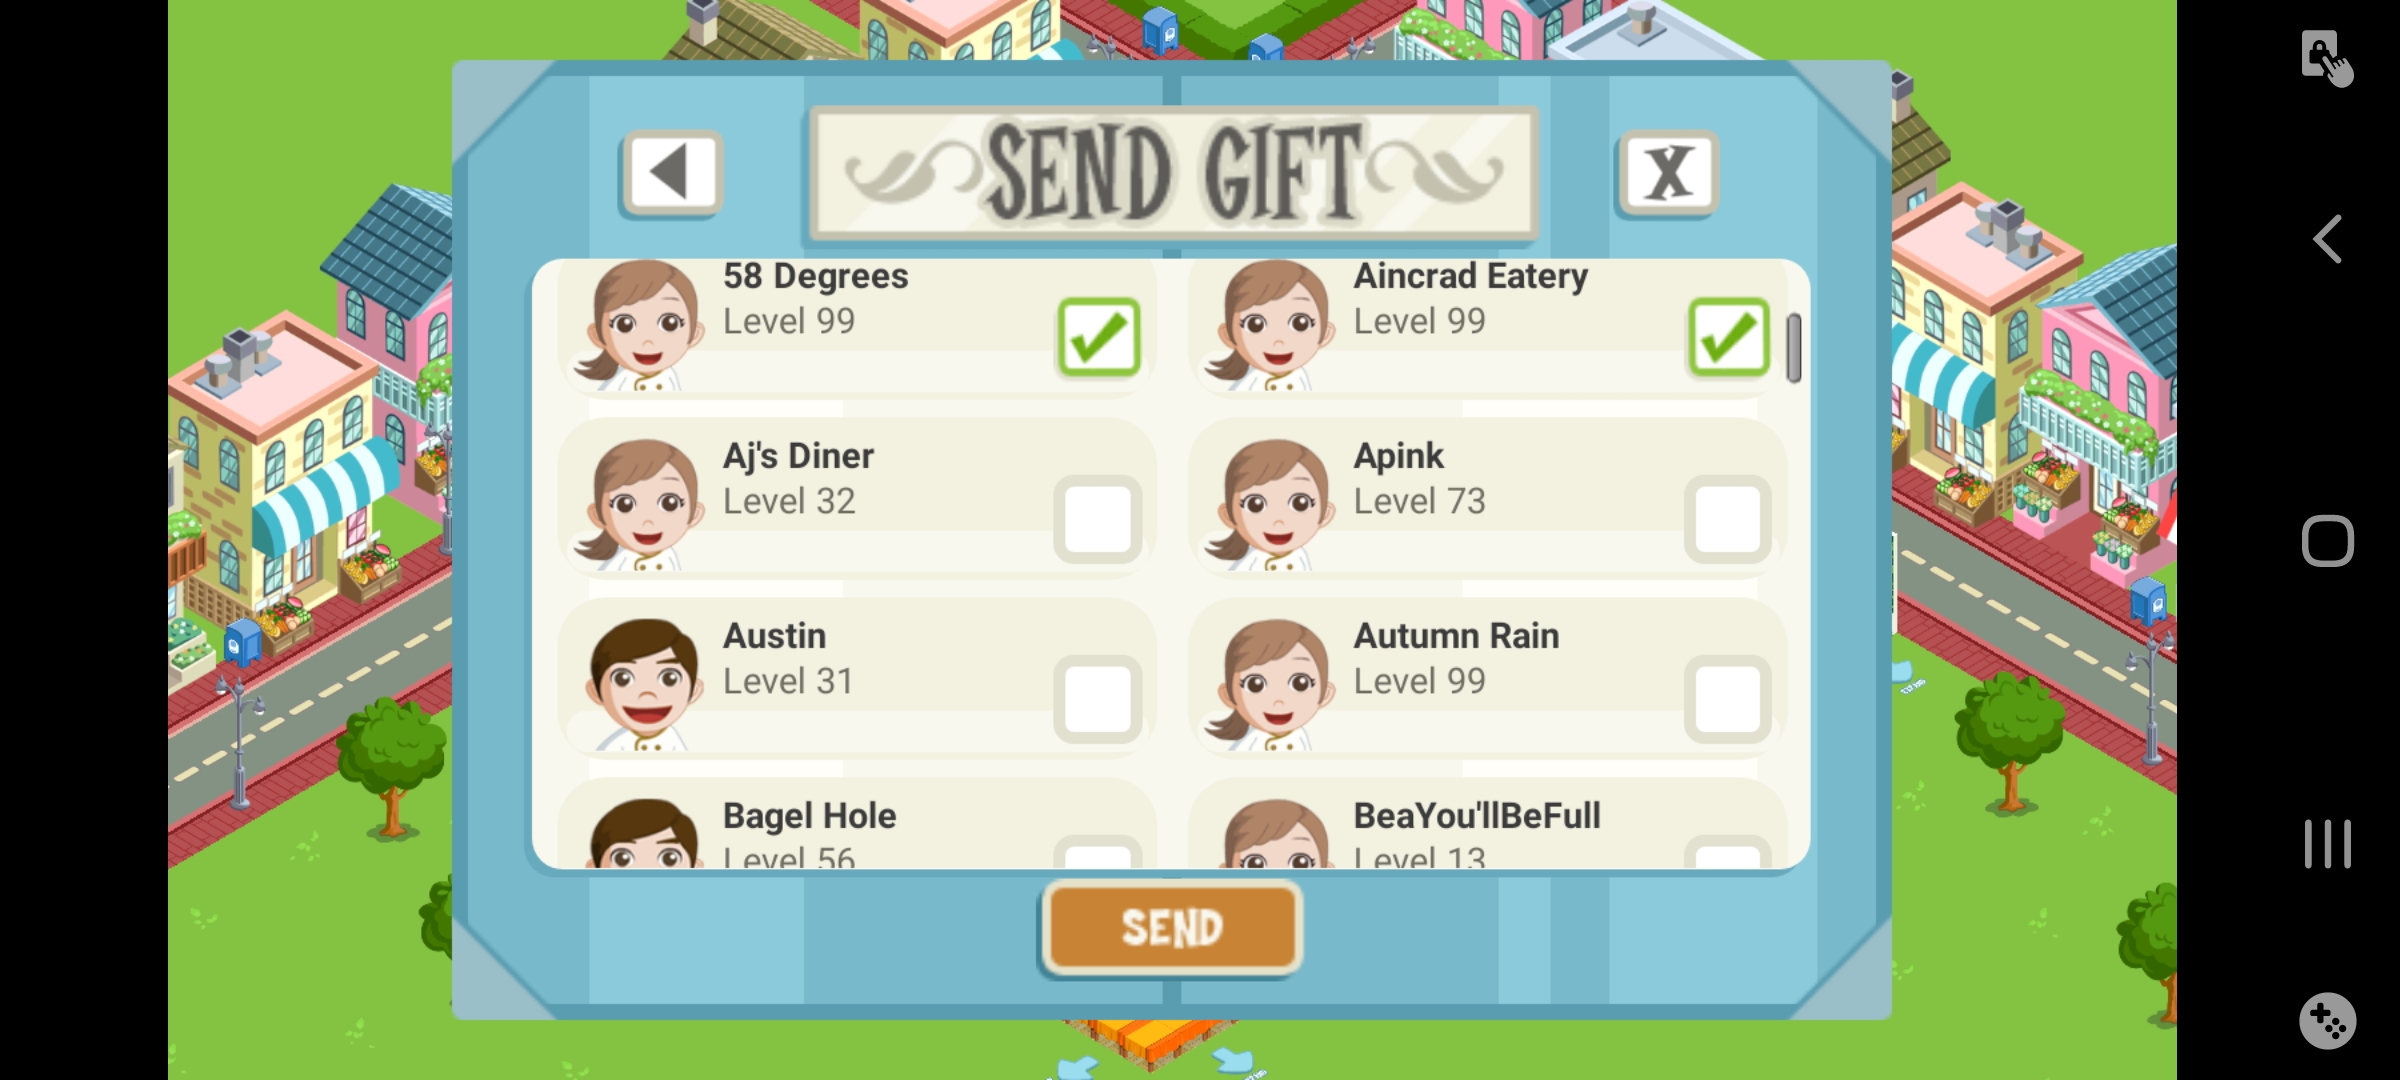 SEND GIFT
X
58 Degrees
Level 99
Aincrad Eatery
Level 99
Aj's Diner
Level 32
Apink
Level 73
Austin
Level 31
Autumn Rain
Level 99
Bagel Hole
Level 56
BeaYou'llBeFull
Level 13
SEND